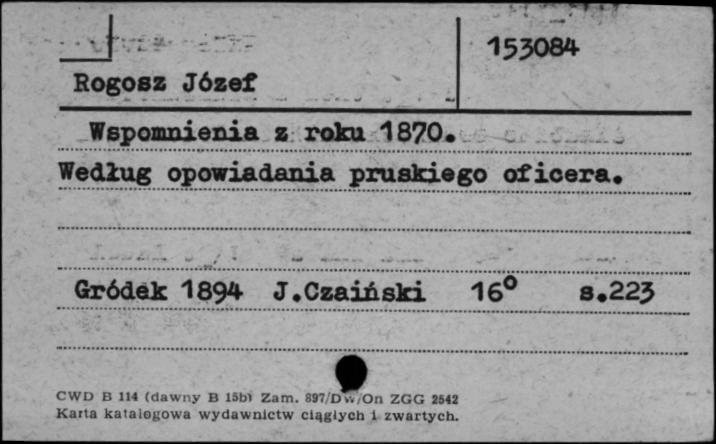 153084
Rogosz Józef
Wspomnienia z roku 1870.
Według opowiadania pruskiego oficera.
Gródek 1894 J.Czaiński 16° s.223
CWD B 114 (dawny B 15b) Zam. 897/Dw/On ZGG 2542
Karta katalogowa wydawnictw ciągłych i zwartych.